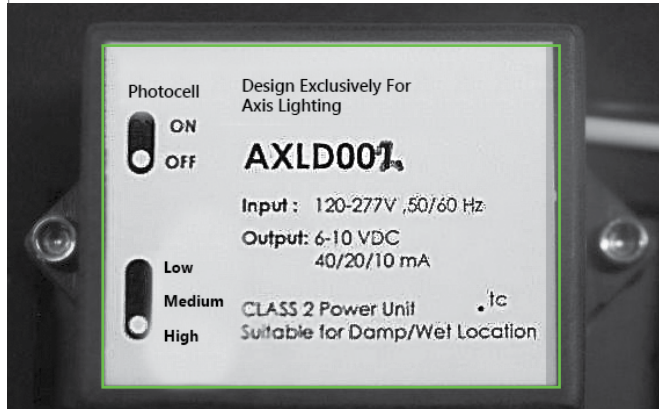 Photocell
ON
OFF
Design Exclusively For
Axis Lighting
Input : 120-277V ,50/60 Hz
Output: 6-10 VDC
40/20/10 mA
Low
Medium
High
CLASS 2 Power Unit
.tc
Suitable for Damp/Wet Location